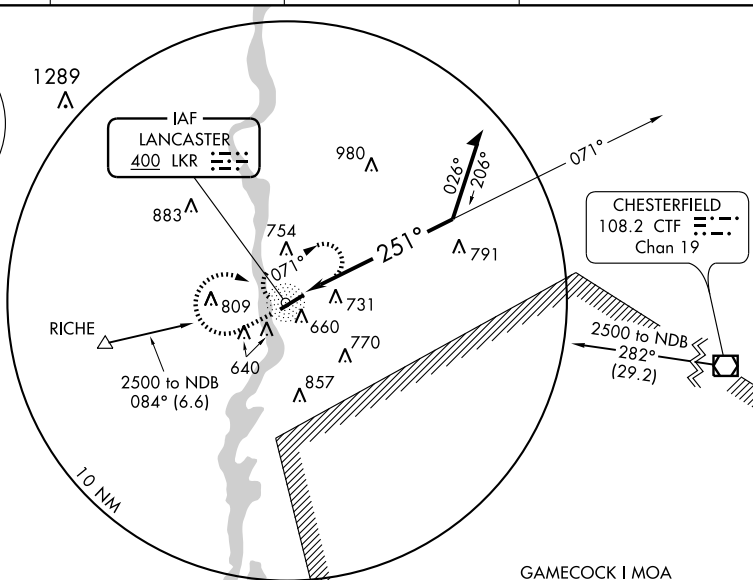 1289
IAF
LANCASTER
400 LKR
980
071°
026°
206°
CHESTERFIELD
108.2 CTF
Chan 19
883
754
251°
791
071°
809
731
RICHE
660
640
770
2500 to NDB
084° (6.6)
857
2500 to NDB
282°
(29.2)
10 NM
GAMECOCK I MOA